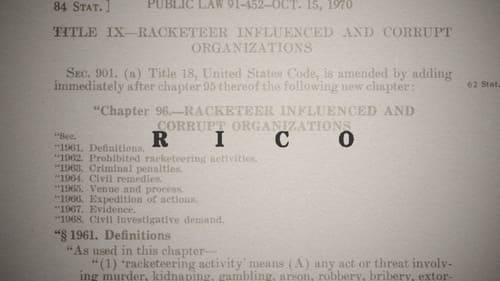 84 STAT. ]
PUBLIC LAW 91-452-OCT. 15, 1970
TITLE IX—RACKETEER INFLUENCED AND CORRUPT
ORGANIZATIONS
SEC. 901. (a) Title 18, United States Code, is amended by adding
immediately after chapter 95 thereof the following new chapter:
62 Stat.
"Chapter 96.—RACKETEER INFLUENCED AND
CORRUPT ORGANIZATIONS
R I C O
"Sec.
"1961. Definitions.
"1962. Prohibited racketeering activities.
"1963. Criminal penalties.
"1964. Civil remedies.
"1965. Venue and process.
"1966. Expedition of actions.
"1967. Evidence.
"1968. Civil investigative demand.
"§ 1961. Definitions
"As used in this chapter—
"(1) 'racketeering activity' means (A) any act or threat involv-
ing murder, kidnaping, gambling, arson, robbery, bribery, extor-